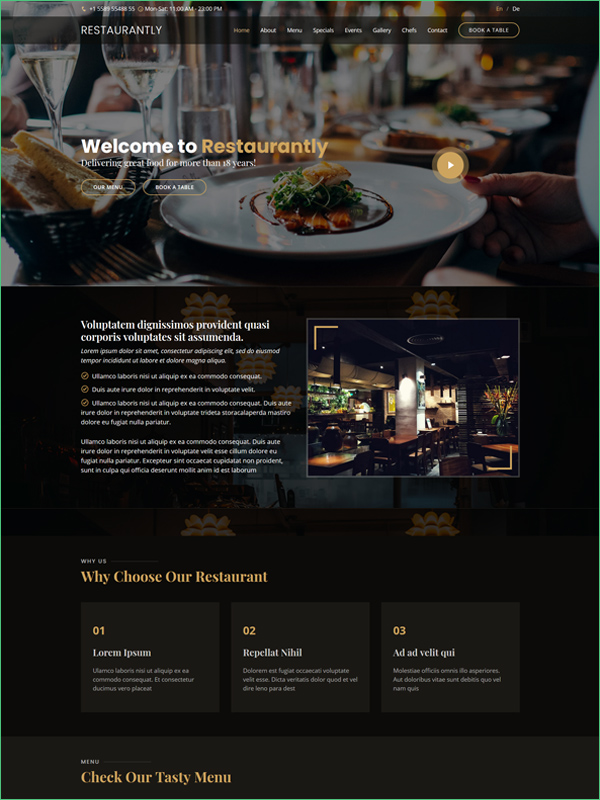 +1 5589 55488 55 Mon-Sat: 11:00 AM - 23:00 PM
En / De
RESTAURANTLY
Home About Menu Specials Events Gallery Chefs Contact BOOK A TABLE
Welcome to Restaurantly
Delivering great food for more than 18 years!
OUR MENU BOOK A TABLE
Voluptatem dignissimos provident quasi
corporis voluptates sit assumenda.
Lorem ipsum dolor sit amet, consectetur adipiscing elit, sed do eiusmod
tempor incididunt ut labore et dolore magna aliqua.
Ullamco laboris nisi ut aliquip ex ea commodo consequat.
Duis aute irure dolor in reprehenderit in voluptate velit.
Ullamco laboris nisi ut aliquip ex ea commodo consequat. Duis aute
irure dolor in reprehenderit in voluptate trideta storacalaperda mastiro
dolore eu fugiat nulla pariatur.
Ullamco laboris nisi ut aliquip ex ea commodo consequat. Duis aute
irure dolor in reprehenderit in voluptate velit esse cillum dolore eu
fugiat nulla pariatur. Excepteur sint occaecat cupidatat non proident,
sunt in culpa qui officia deserunt mollit anim id est laborum
WHY US
Why Choose Our Restaurant
01
Lorem Ipsum
Ullamco laboris nisi ut aliquip ex ea
commodo consequat. Et consectetur
ducimus vero placeat
02
Repellat Nihil
Dolorem est fugiat occaecati voluptate
velit esse. Dicta veritatis dolor quod et vel
dire leno para dest
03
Ad ad velit qui
Molestiae officiis omnis illo asperiores.
Aut doloribus vitae sunt debitis quo vel
nam quis
MENU
Check Our Tasty Menu